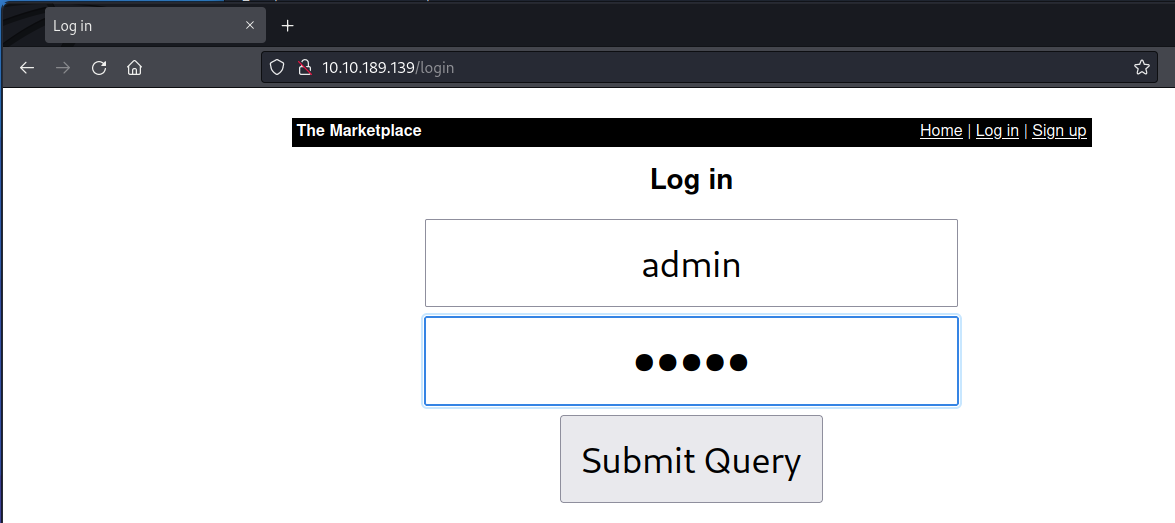 Log in
10.10.189.139/login
The Marketplace Home | Log in | Sign up
Log in
admin
●●●●●
Submit Query